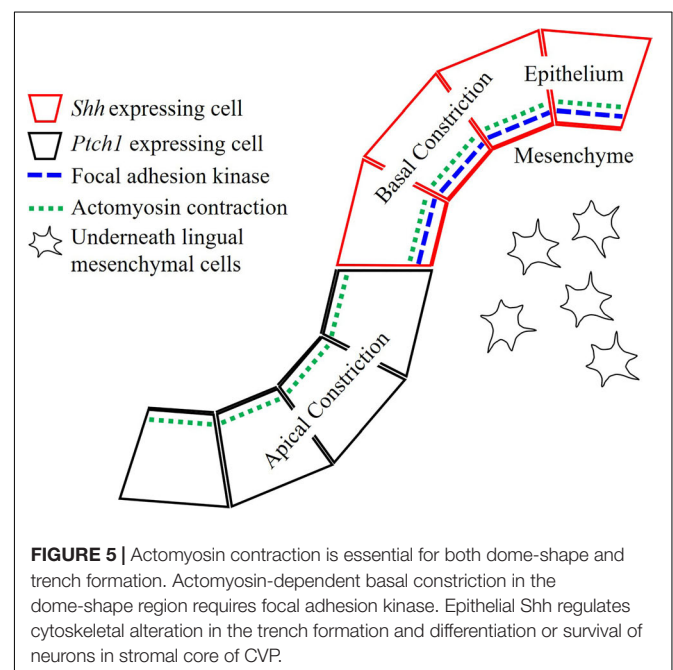 Shh expressing cell
Ptch1 expressing cell
Focal adhesion kinase
Actomyosin contraction
Underneath lingual
mesenchymal cells
Epithelium
Basal Constriction
Mesenchyme
Apical Constriction
FIGURE 5 | Actomyosin contraction is essential for both dome-shape and
trench formation. Actomyosin-dependent basal constriction in the
dome-shape region requires focal adhesion kinase. Epithelial Shh regulates
cytoskeletal alteration in the trench formation and differentiation or survival of
neurons in stromal core of CVP.